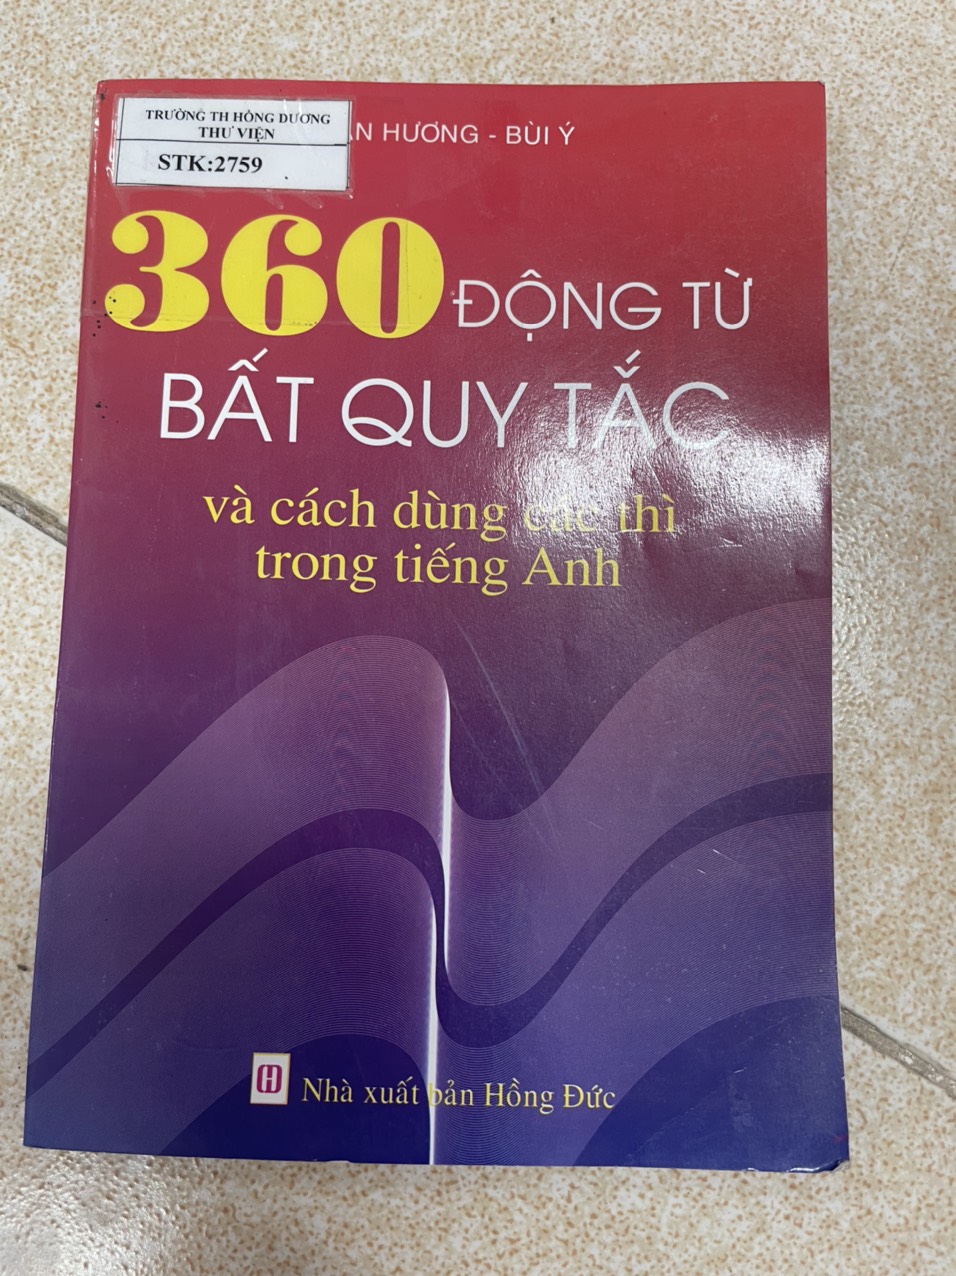 TRƯỜNG TH HỒNG DƯƠNG
THƯ VIỆN
STK:2759
HƯƠNG - BÙI Ý
360 ĐỘNG TỪ
BẤT QUY TẮC
và cách dùng các thì
trong tiếng Anh
Nhà xuất bản Hồng Đức